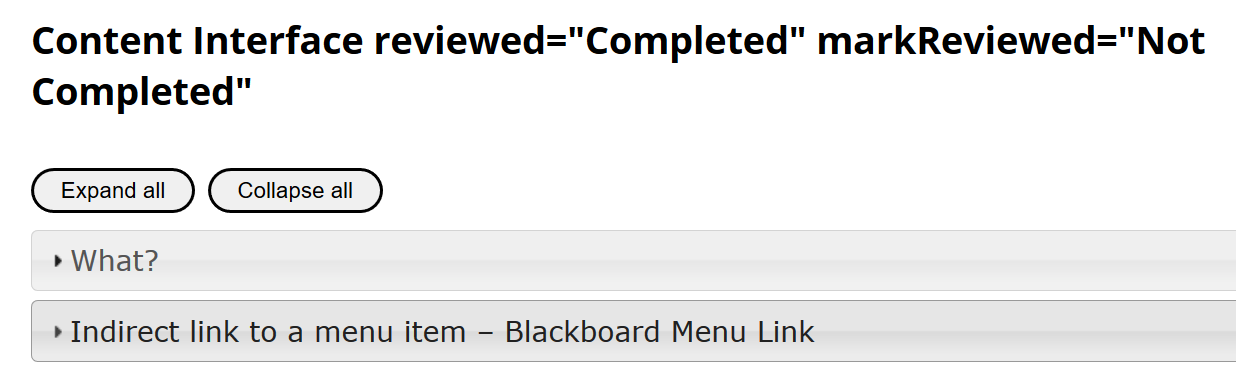 Content Interface reviewed="Completed" markReviewed="Not
Completed"
Expand all Collapse all
What?
Indirect link to a menu item – Blackboard Menu Link